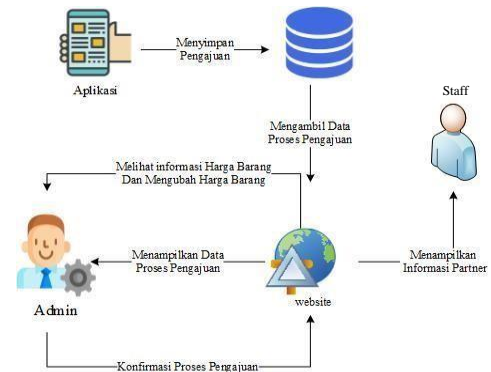 Menyimpan
Pengajuan
Aplikasi
Staff
Mengambil Data
Proses Pengajuan
Melihat informasi Harga Barang
Dan Mengubah Harga Barang
Menampilkan Data
Proses Pengajuan
Menampilkan
Informasi Partner
website
Admin
Konfirmasi Proses Pengajuan